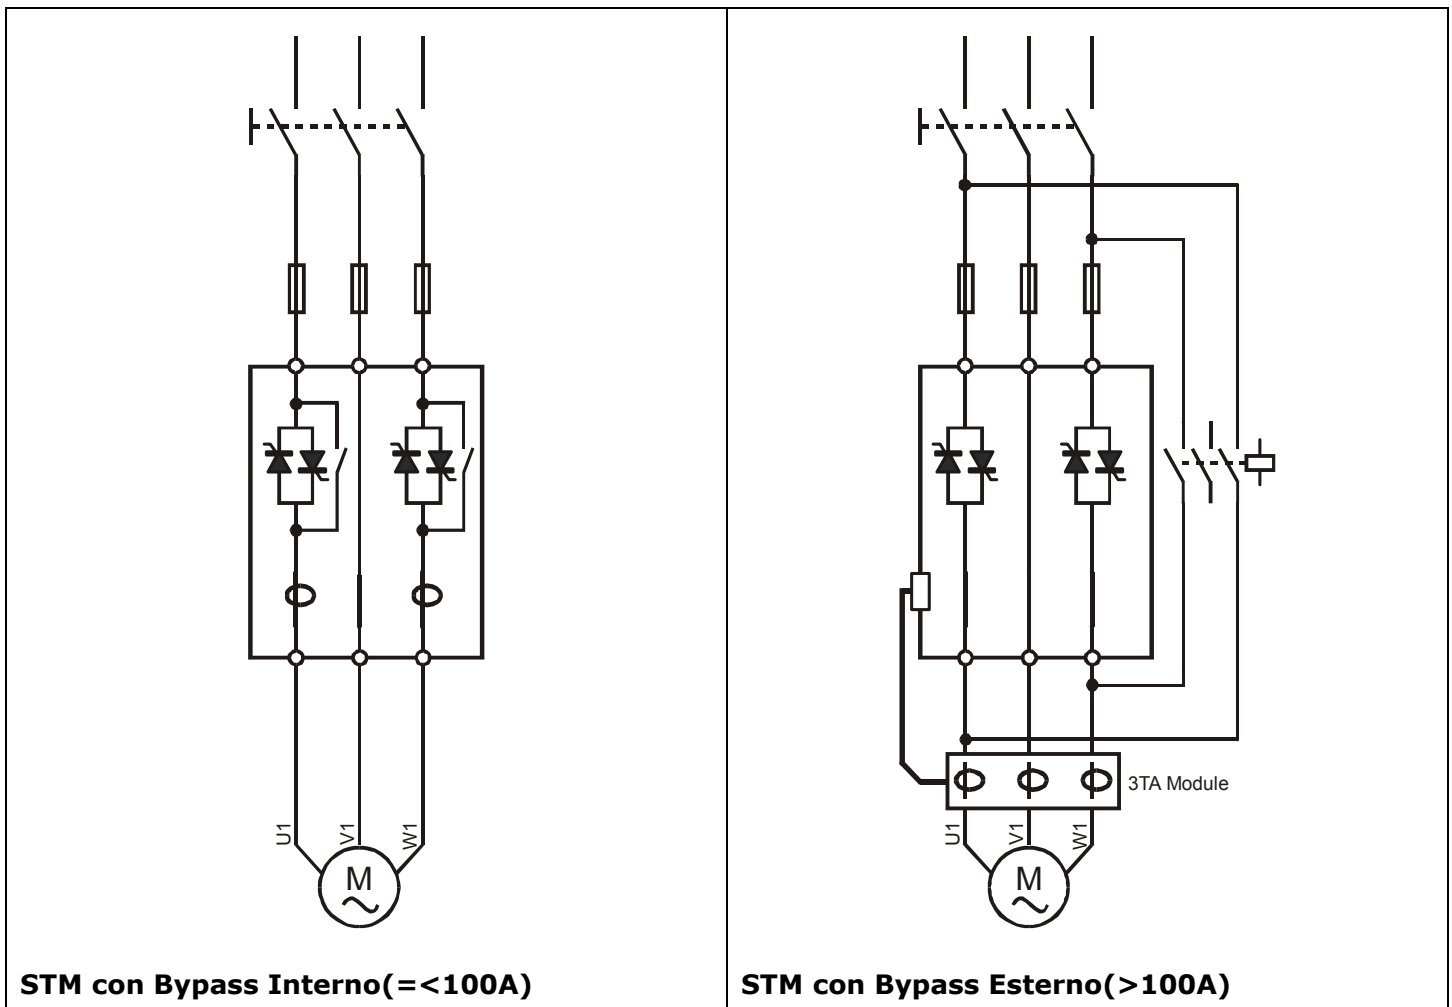 U1
V1
W1
M
STM con Bypass Interno(=<100A)
3TA Module
U1
V1
W1
M
STM con Bypass Esterno(>100A)